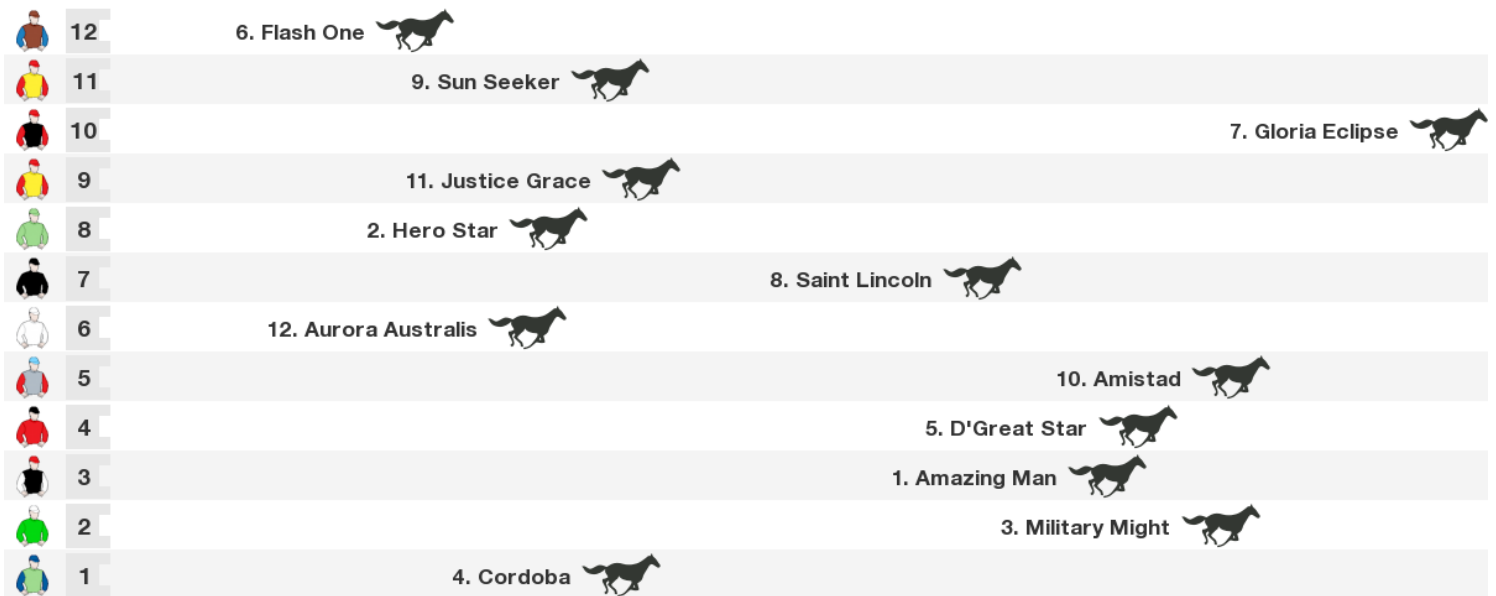 12 6. Flash One
11 9. Sun Seeker
10 7. Gloria Eclipse
9 11. Justice Grace
8 2. Hero Star
7 8. Saint Lincoln
6 12. Aurora Australis
5 10. Amistad
4 5. D'Great Star
3 1. Amazing Man
2 3. Military Might
1 4. Cordoba